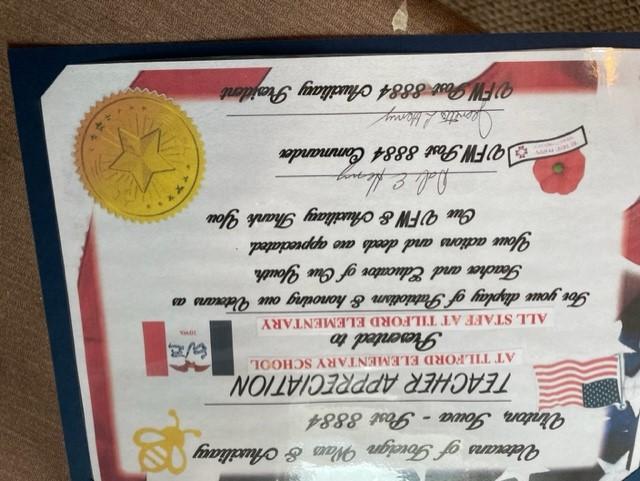 Veterans of Foreign Wars & Auxiliary
Vinton, Iowa - Post 8884
TEACHER APPRECIATION
AT TILFORD ELEMENTARY SCHOOL
Presented to
IOWA
ALL STAFF AT TILFORD ELEMENTARY
For your display of Patriotism & honoring our Veterans as
Teacher and Educator of Our Youth.
Your actions and deeds are appreciated.
Our VFW & Auxiliary Thank You
VFW Post 8884 Commander
VFW Post 8884 Auxiliary President